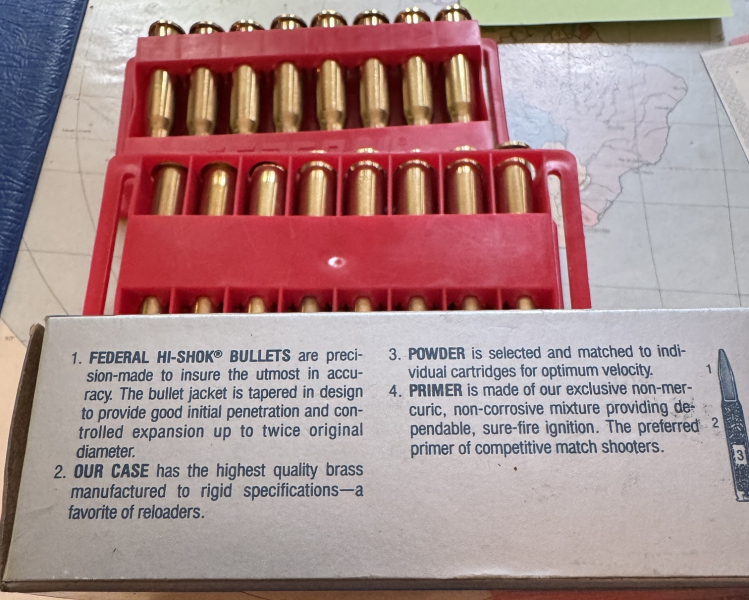 1. FEDERAL HI-SHOK® BULLETS are preci-
sion-made to insure the utmost in accu-
racy. The bullet jacket is tapered in design
to provide good initial penetration and con-
trolled expansion up to twice original
diameter.
2. OUR CASE has the highest quality brass
manufactured to rigid specifications—a
favorite of reloaders.
3. POWDER is selected and matched to indi-
vidual cartridges for optimum velocity.
4. PRIMER is made of our exclusive non-mer-
curic, non-corrosive mixture providing de-
pendable, sure-fire ignition. The preferred
primer of competitive match shooters.
1
2
3